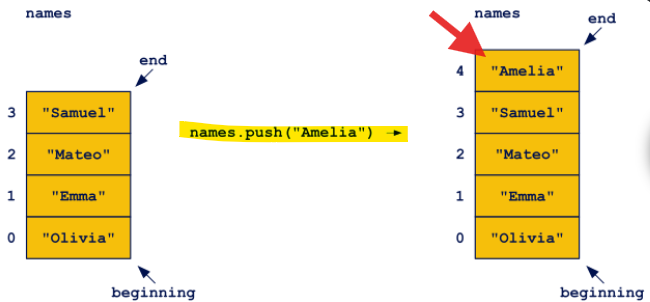 names
end
3 "Samuel"
2 "Mateo"
1 "Emma"
0 "Olivia"
beginning
names.push("Amelia")
names
end
4 "Amelia"
3 "Samuel"
2 "Mateo"
1 "Emma"
0 "Olivia"
beginning